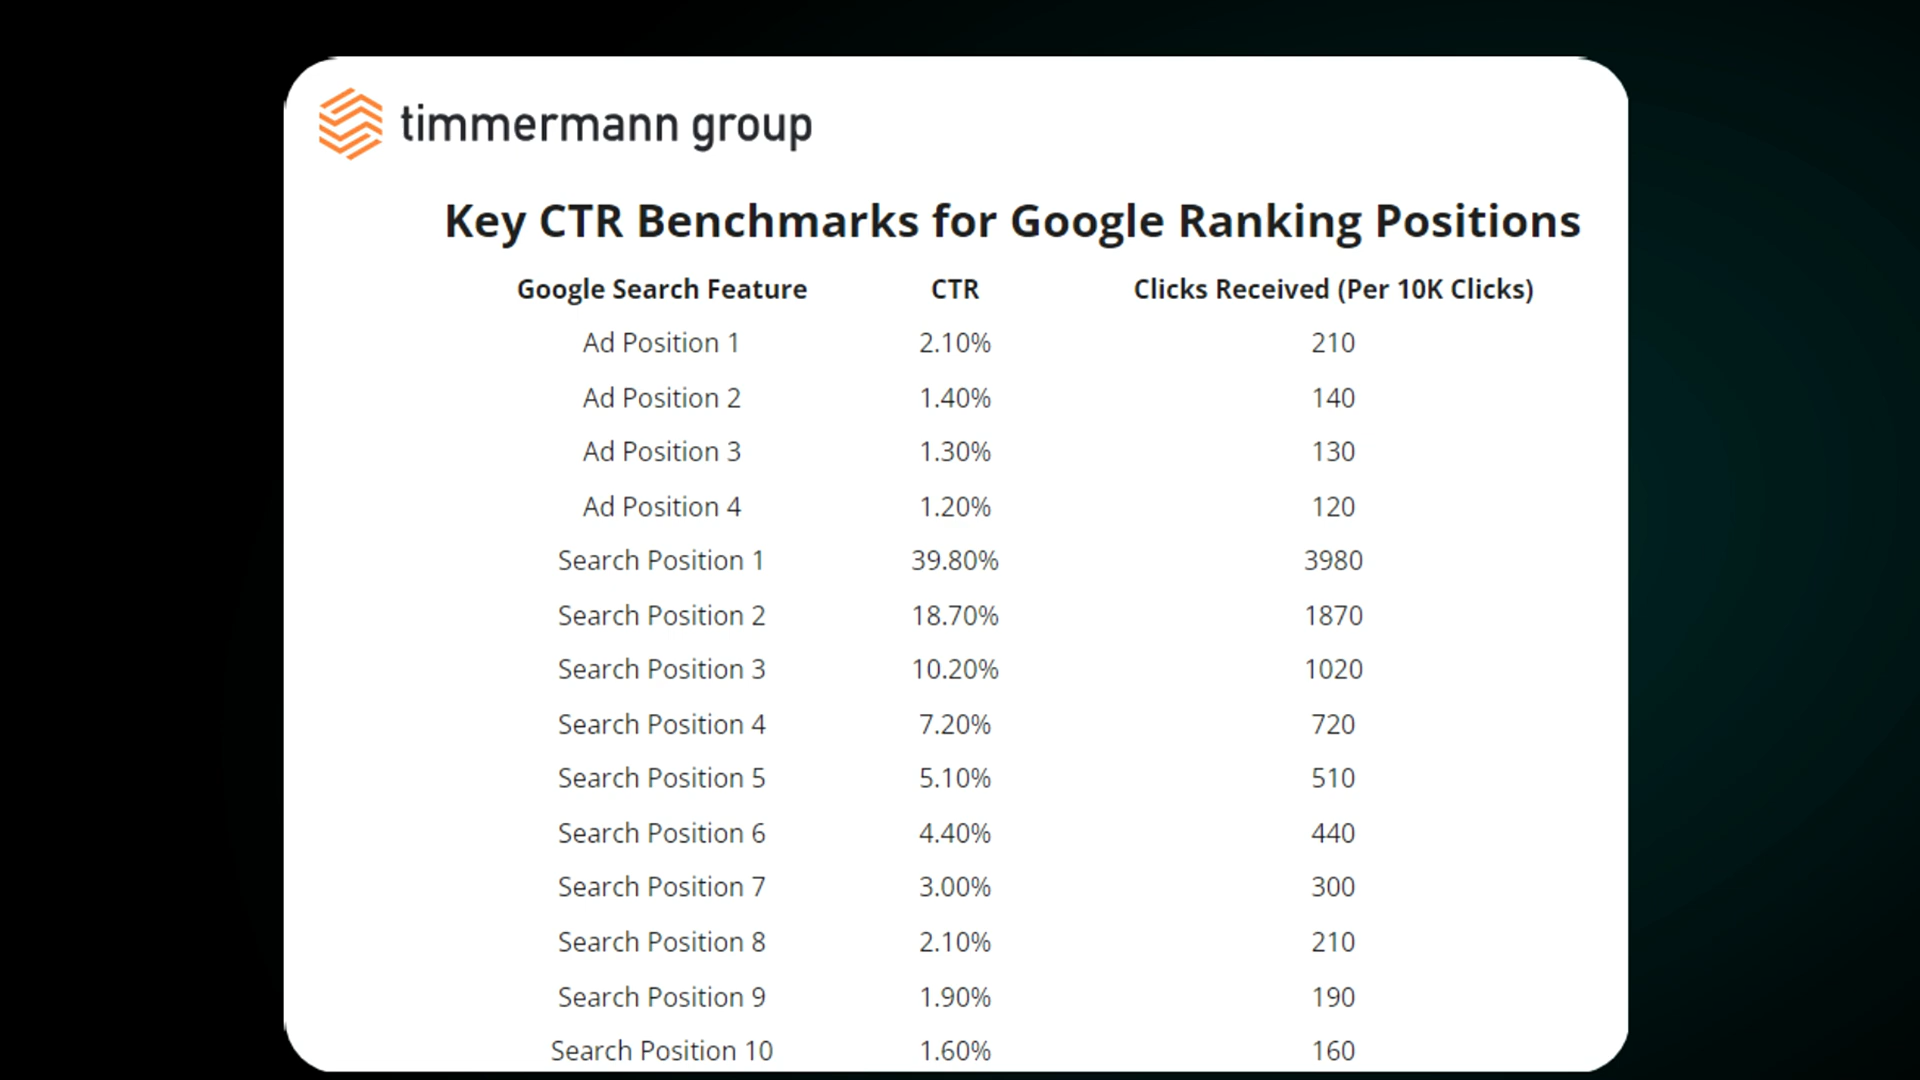 timmermann group
Key CTR Benchmarks for Google Ranking Positions
Google Search Feature CTR Clicks Received (Per 10K Clicks)
Ad Position 1 2.10% 210
Ad Position 2 1.40% 140
Ad Position 3 1.30% 130
Ad Position 4 1.20% 120
Search Position 1 39.80% 3980
Search Position 2 18.70% 1870
Search Position 3 10.20% 1020
Search Position 4 7.20% 720
Search Position 5 5.10% 510
Search Position 6 4.40% 440
Search Position 7 3.00% 300
Search Position 8 2.10% 210
Search Position 9 1.90% 190
Search Position 10 1.60% 160